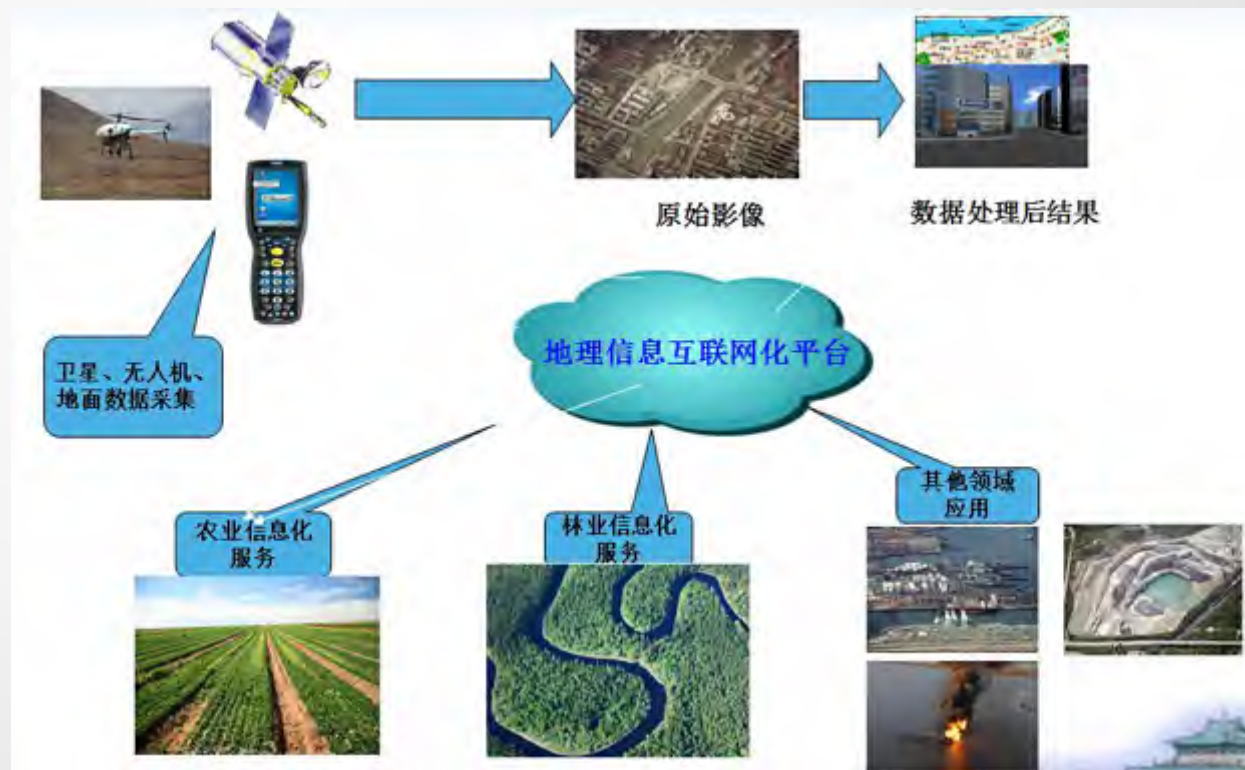 原始影像
数据处理后结果
地理信息互联网化平台
卫星、无人机、
地面数据采集
农业信息化
服务
林业信息化
服务
其他领域
应用